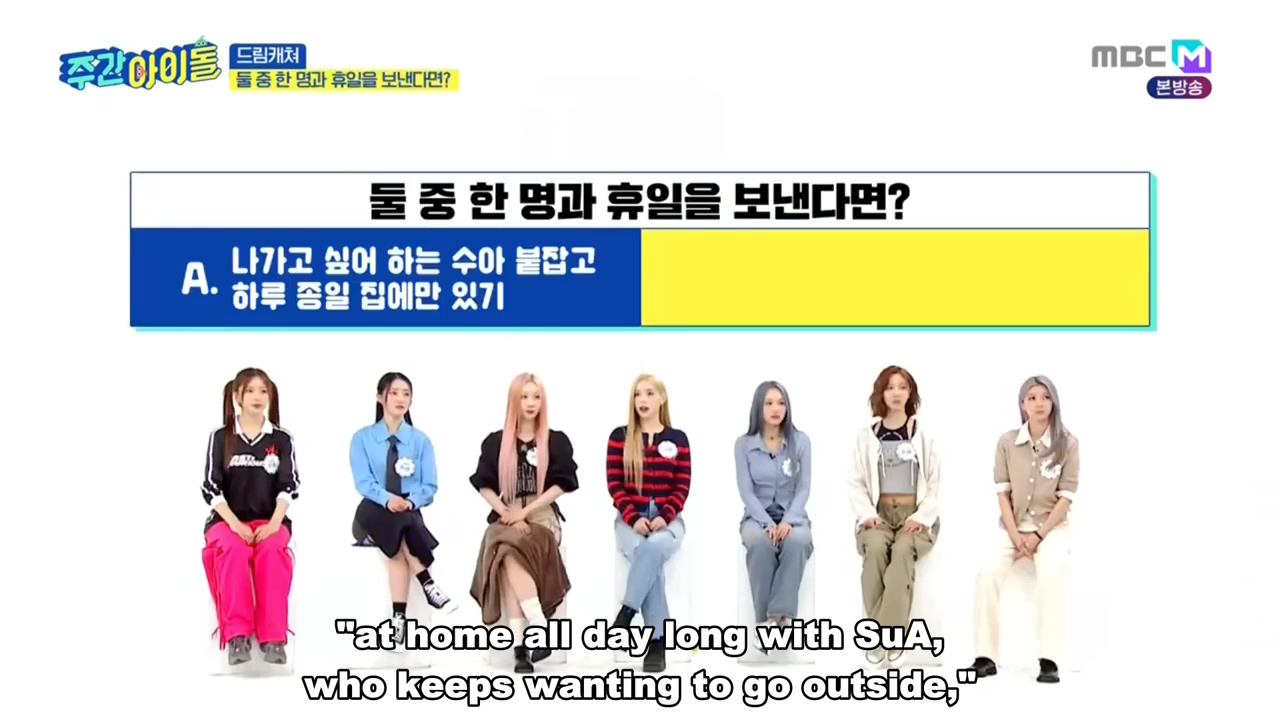 주간아이돌
드림캐쳐
둘 중 한 명과 휴일을 보낸다면?
MBC M
본방송
둘 중 한 명과 휴일을 보낸다면?
A. 나가고 싶어 하는 수아 붙잡고
하루 종일 집에만 있기
"at home all day long with SuA,
who keeps wanting to go outside,"